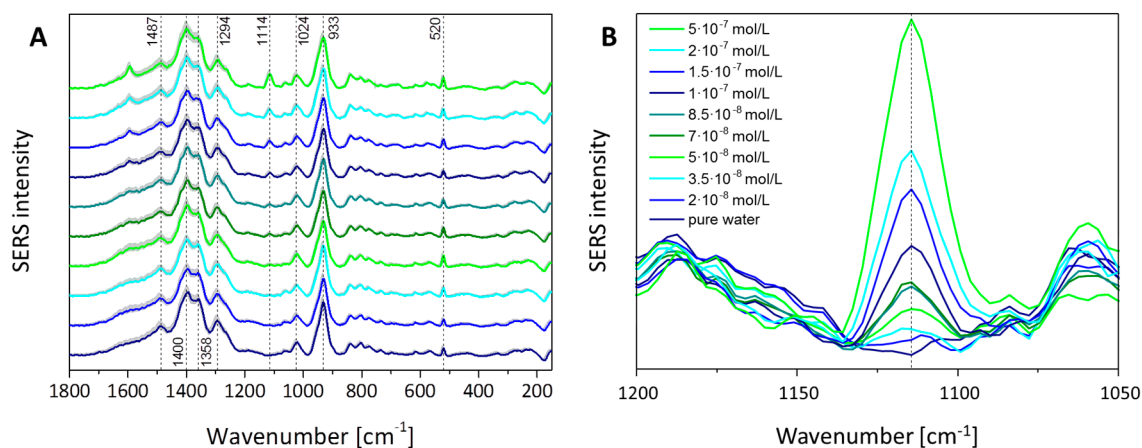 A
1487
1294
1114
1024
933
520
1400
1358
SERS intensity
1800 1600 1400 1200 1000 800 600 400 200
Wavenumber [cm⁻¹]
B
5·10⁻⁷ mol/L
2·10⁻⁷ mol/L
1.5·10⁻⁷ mol/L
1·10⁻⁷ mol/L
8.5·10⁻⁸ mol/L
7·10⁻⁸ mol/L
5·10⁻⁸ mol/L
3.5·10⁻⁸ mol/L
2·10⁻⁸ mol/L
pure water
SERS intensity
1200 1150 1100 1050
Wavenumber [cm⁻¹]